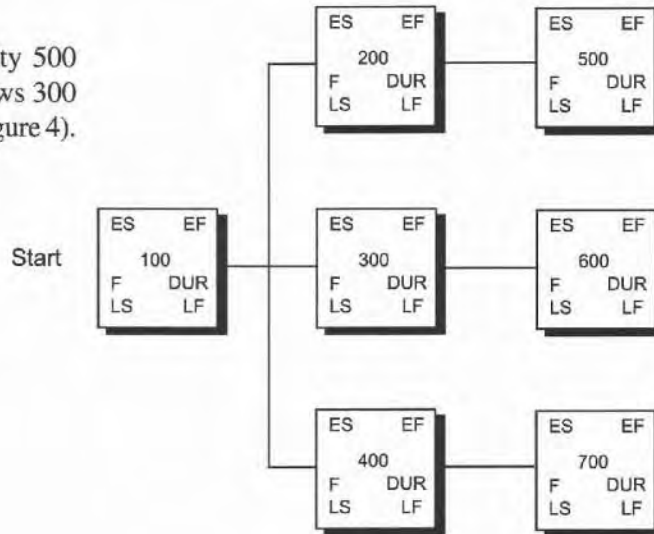 ty 500
ws 300
gure 4).
ES EF
200
F DUR
LS LF
ES EF
500
F DUR
LS LF
Start
ES EF
100
F DUR
LS LF
ES EF
300
F DUR
LS LF
ES EF
600
F DUR
LS LF
ES EF
400
F DUR
LS LF
ES EF
700
F DUR
LS LF